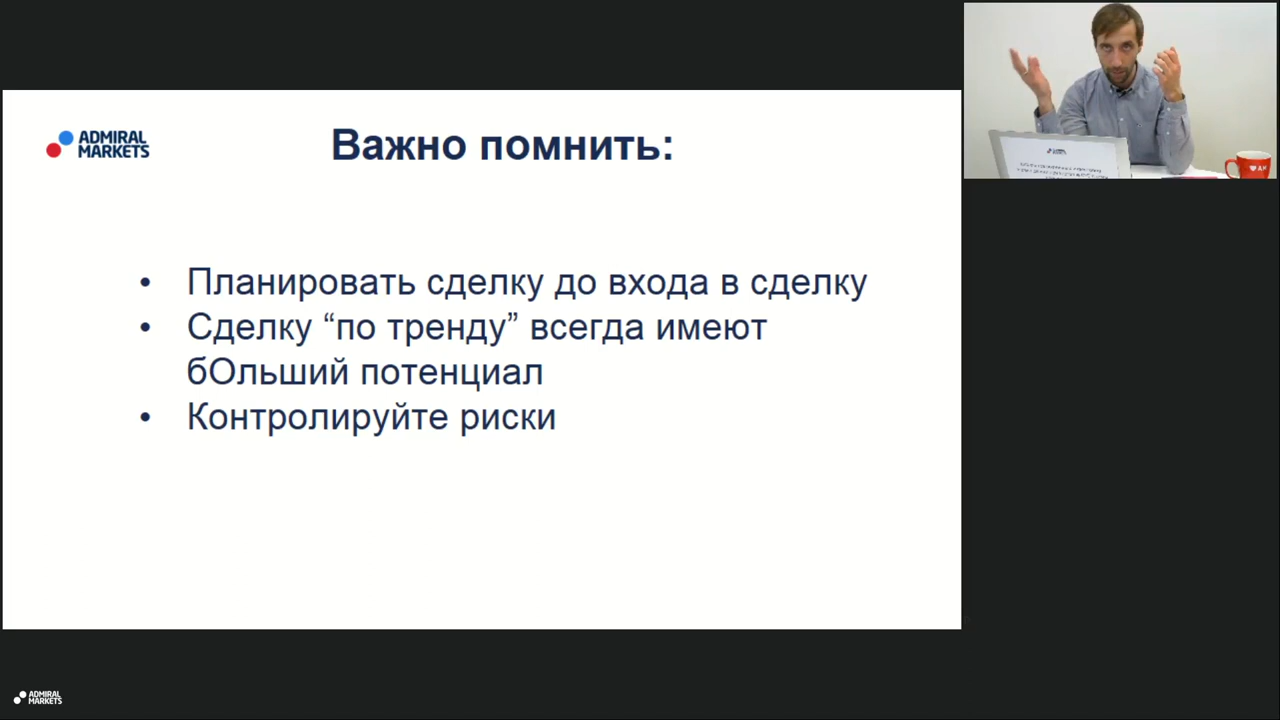 ADMIRAL
MARKETS
Важно помнить:
• Планировать сделку до входа в сделку
• Сделку “по тренду” всегда имеют
бОльший потенциал
• Контролируйте риски
ADMIRAL
MARKETS